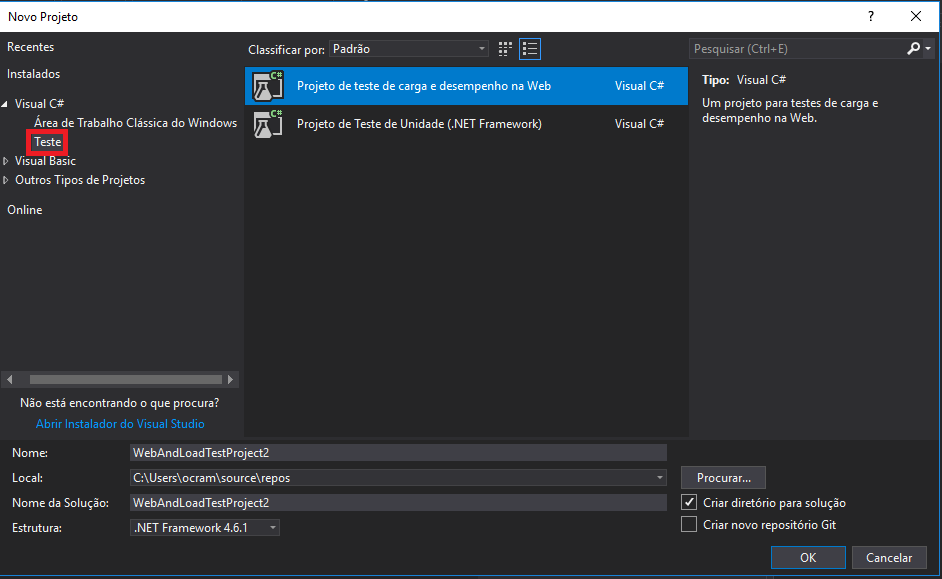 Novo Projeto
?
Recentes
Instalados
Visual C#
Área de Trabalho Clássica do Windows
Teste
Visual Basic
Outros Tipos de Projetos
Online
Não está encontrando o que procura?
Abrir Instalador do Visual Studio
Classificar por: Padrão
C# Projeto de teste de carga e desempenho na Web Visual C#
C# Projeto de Teste de Unidade (.NET Framework) Visual C#
Pesquisar (Ctrl+E)
Tipo: Visual C#
Um projeto para testes de carga e
desempenho na Web.
Nome: WebAndLoadTestProject2
Local: C:\Users\ocram\source\repos
Procurar...
Nome da Solução: WebAndLoadTestProject2
Criar diretório para solução
Estrutura: .NET Framework 4.6.1
Criar novo repositório Git
OK Cancelar